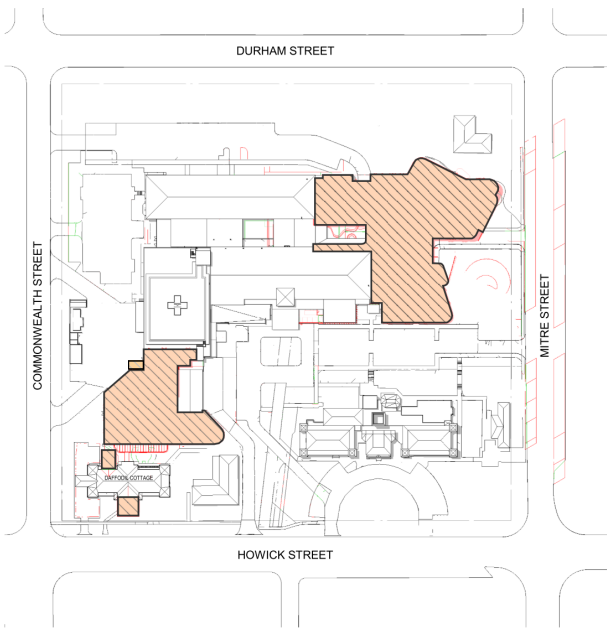 DURHAM STREET
COMMONWEALTH STREET
MITRE STREET
DAFFODIL COTTAGE
HOWICK STREET